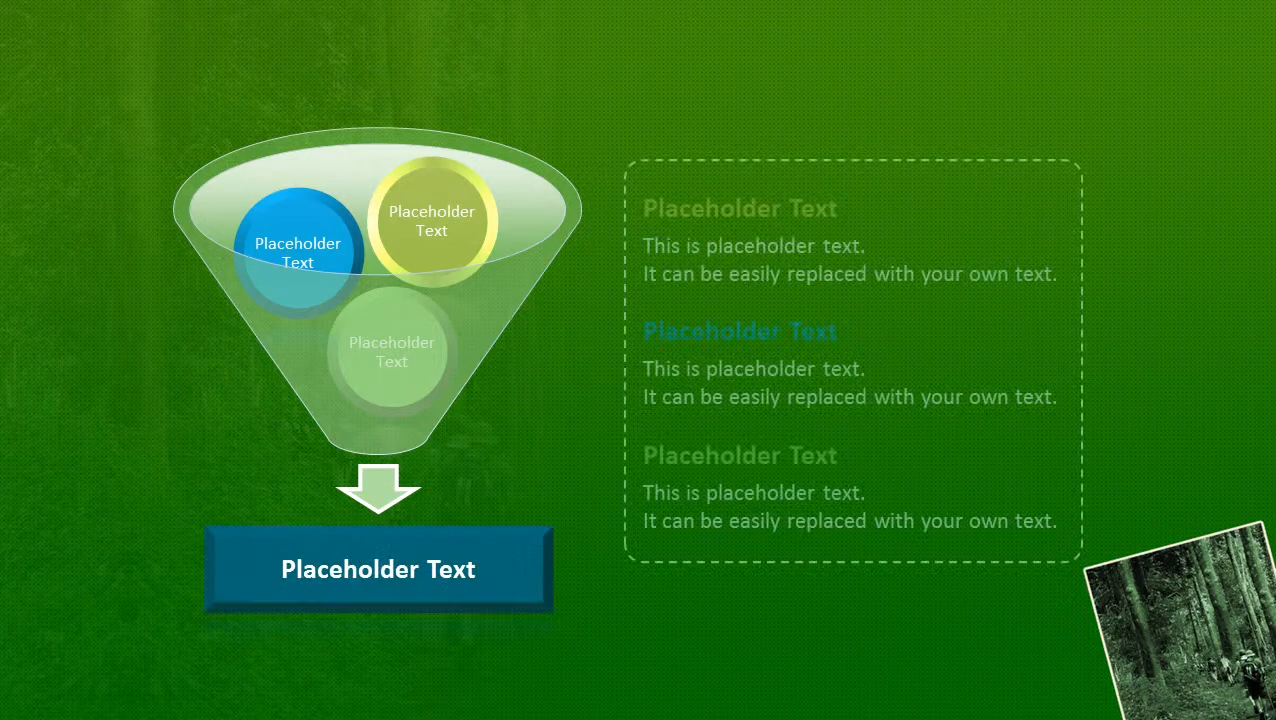 Placeholder
Text
Placeholder
Text
Placeholder
Text
Placeholder Text
Placeholder Text
This is placeholder text.
It can be easily replaced with your own text.
Placeholder Text
This is placeholder text.
It can be easily replaced with your own text.
Placeholder Text
This is placeholder text.
It can be easily replaced with your own text.